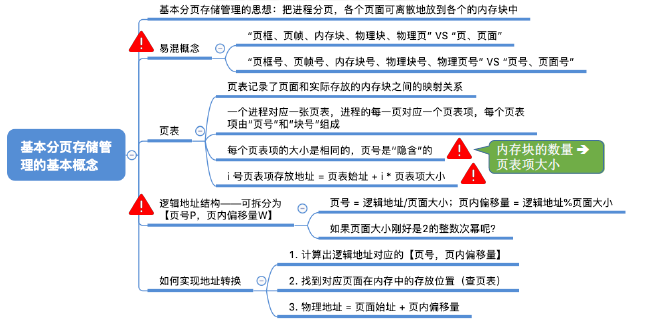 基本分页存储管理的思想：把进程分页，各个页面可离散地放到各个的内存块中
易混概念
“页框、页帧、内存块、物理块、物理页” VS “页、页面”
“页框号、页帧号、内存块号、物理块号、物理页号” VS “页号、页面号”
基本分页存储管
理的基本概念
页表
页表记录了页面和实际存放的内存块之间的映射关系
一个进程对应一张页表，进程的每一页对应一个页表项，每个页表
项由“页号”和“块号”组成
每个页表项的大小是相同的，页号是“隐含”的
内存块的数量 ➔
页表项大小
i 号页表项存放地址 = 页表始址 + i * 页表项大小
逻辑地址结构——可拆分为
【页号P，页内偏移量W】
页号 = 逻辑地址/页面大小；页内偏移量 = 逻辑地址%页面大小
如果页面大小刚好是2的整数次幂呢？
如何实现地址转换
1. 计算出逻辑地址对应的【页号，页内偏移量】
2. 找到对应页面在内存中的存放位置（查页表）
3. 物理地址 = 页面始址 + 页内偏移量